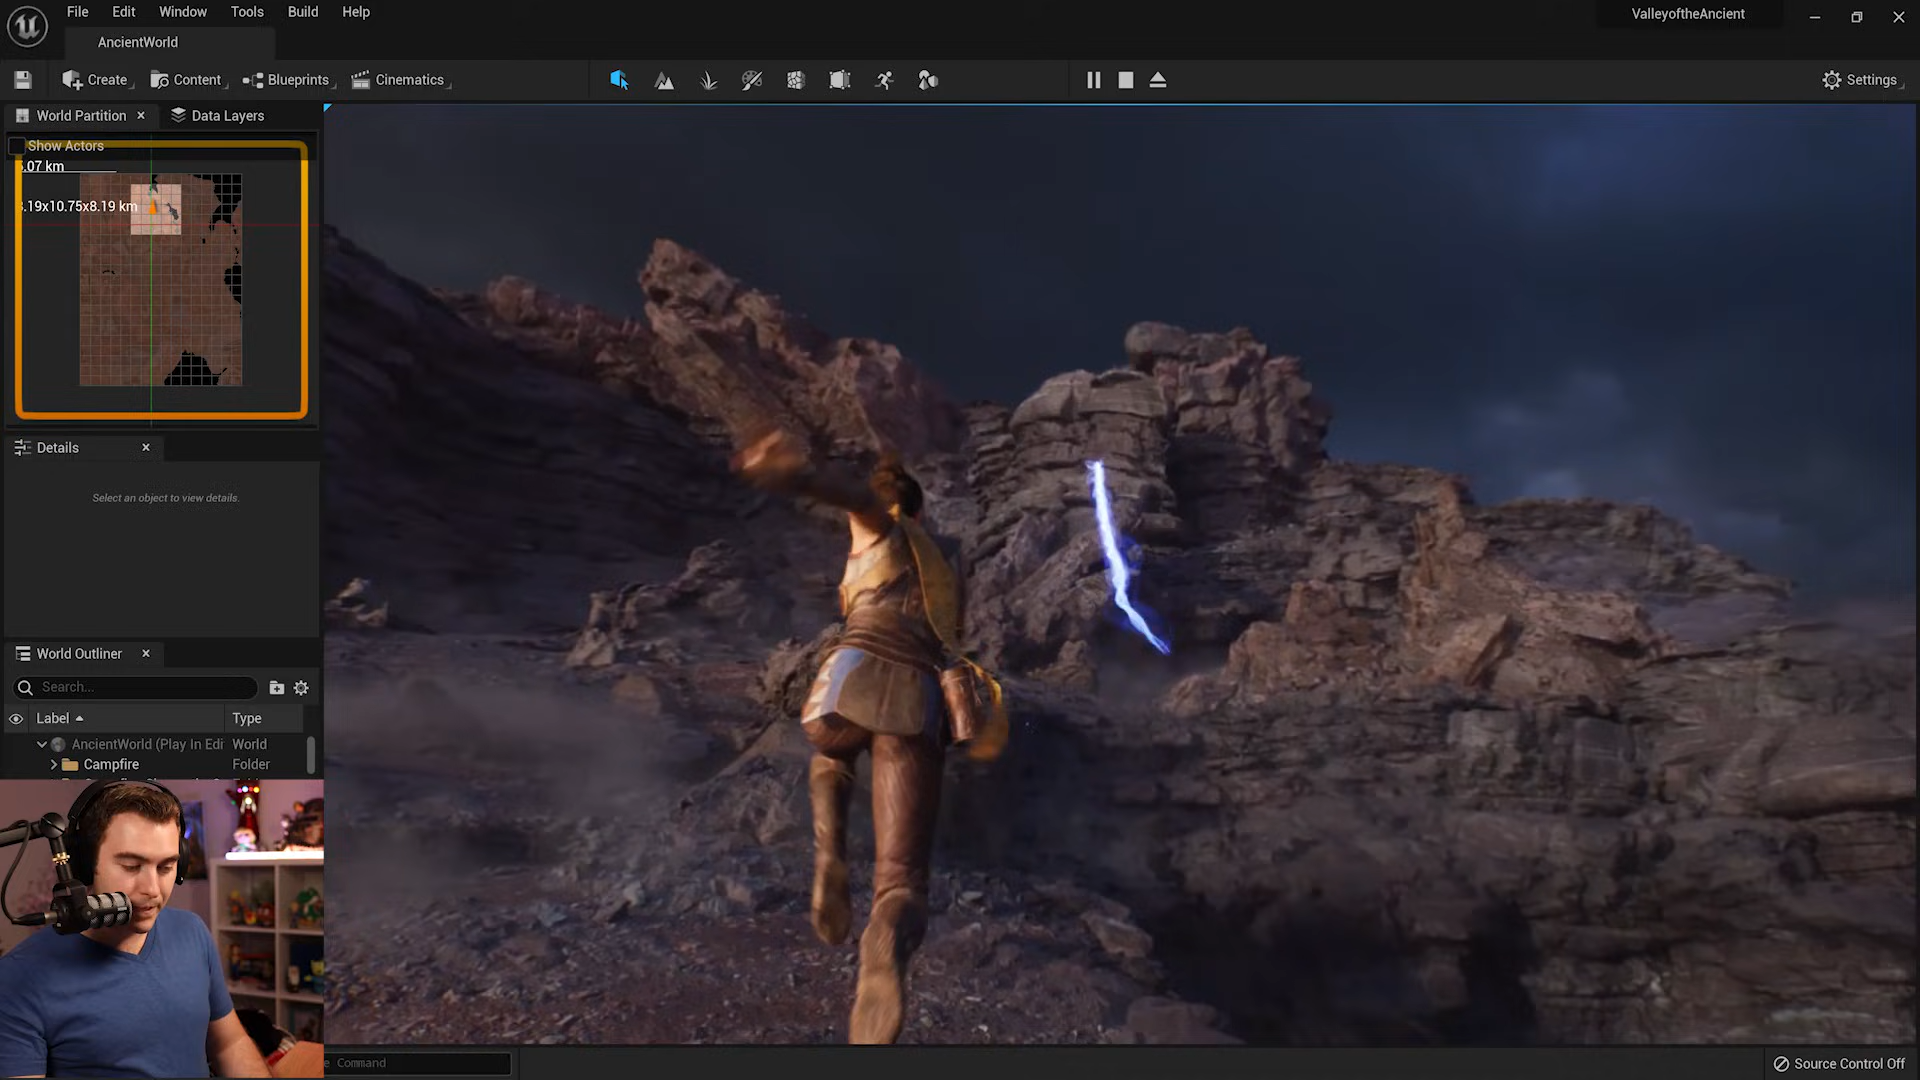 File Edit Window Tools Build Help
ValleyoftheAncient
AncientWorld
Create Content Blueprints Cinematics
Settings
World Partition Data Layers
Show Actors
.07 km
.19x10.75x8.19 km
Details
Select an object to view details.
World Outliner
Search...
Label Type
AncientWorld (Play In Edi World
Campfire Folder
Command
Source Control Off